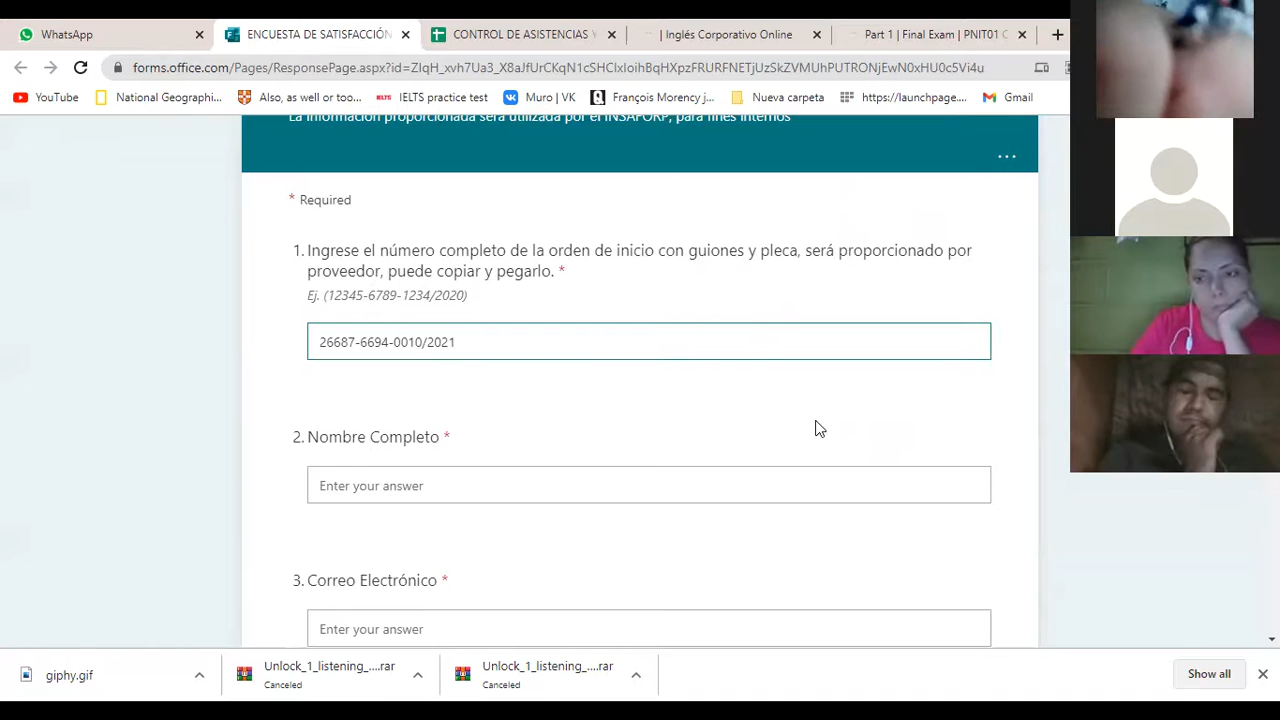 WhatsApp
ENCUESTA DE SATISFACCIÓN
CONTROL DE ASISTENCIAS Y
| Inglés Corporativo Online
Part 1 | Final Exam | PNIT01 C
forms.office.com/Pages/ResponsePage.aspx?id=ZIqH_xvh7Ua3_X8aJfUrCKqN1cSHClxIoihBqHXpzFRURFNETjUzSkZVMUhPUTRONjEwN0xHU0c5Vi4u
YouTube
National Geographi...
Also, as well or too...
IELTS
IELTS practice test
Muro | VK
François Morency j...
Nueva carpeta
https://launchpage....
Gmail
La información proporcionada será utilizada por el INSAFORP, para fines internos
...
* Required
1. Ingrese el número completo de la orden de inicio con guiones y pleca, será proporcionado por
proveedor, puede copiar y pegarlo. *
Ej. (12345-6789-1234/2020)
26687-6694-0010/2021
2. Nombre Completo *
Enter your answer
3. Correo Electrónico *
Enter your answer
giphy.gif
Unlock_1_listening_....rar
Canceled
Unlock_1_listening_....rar
Canceled
Show all